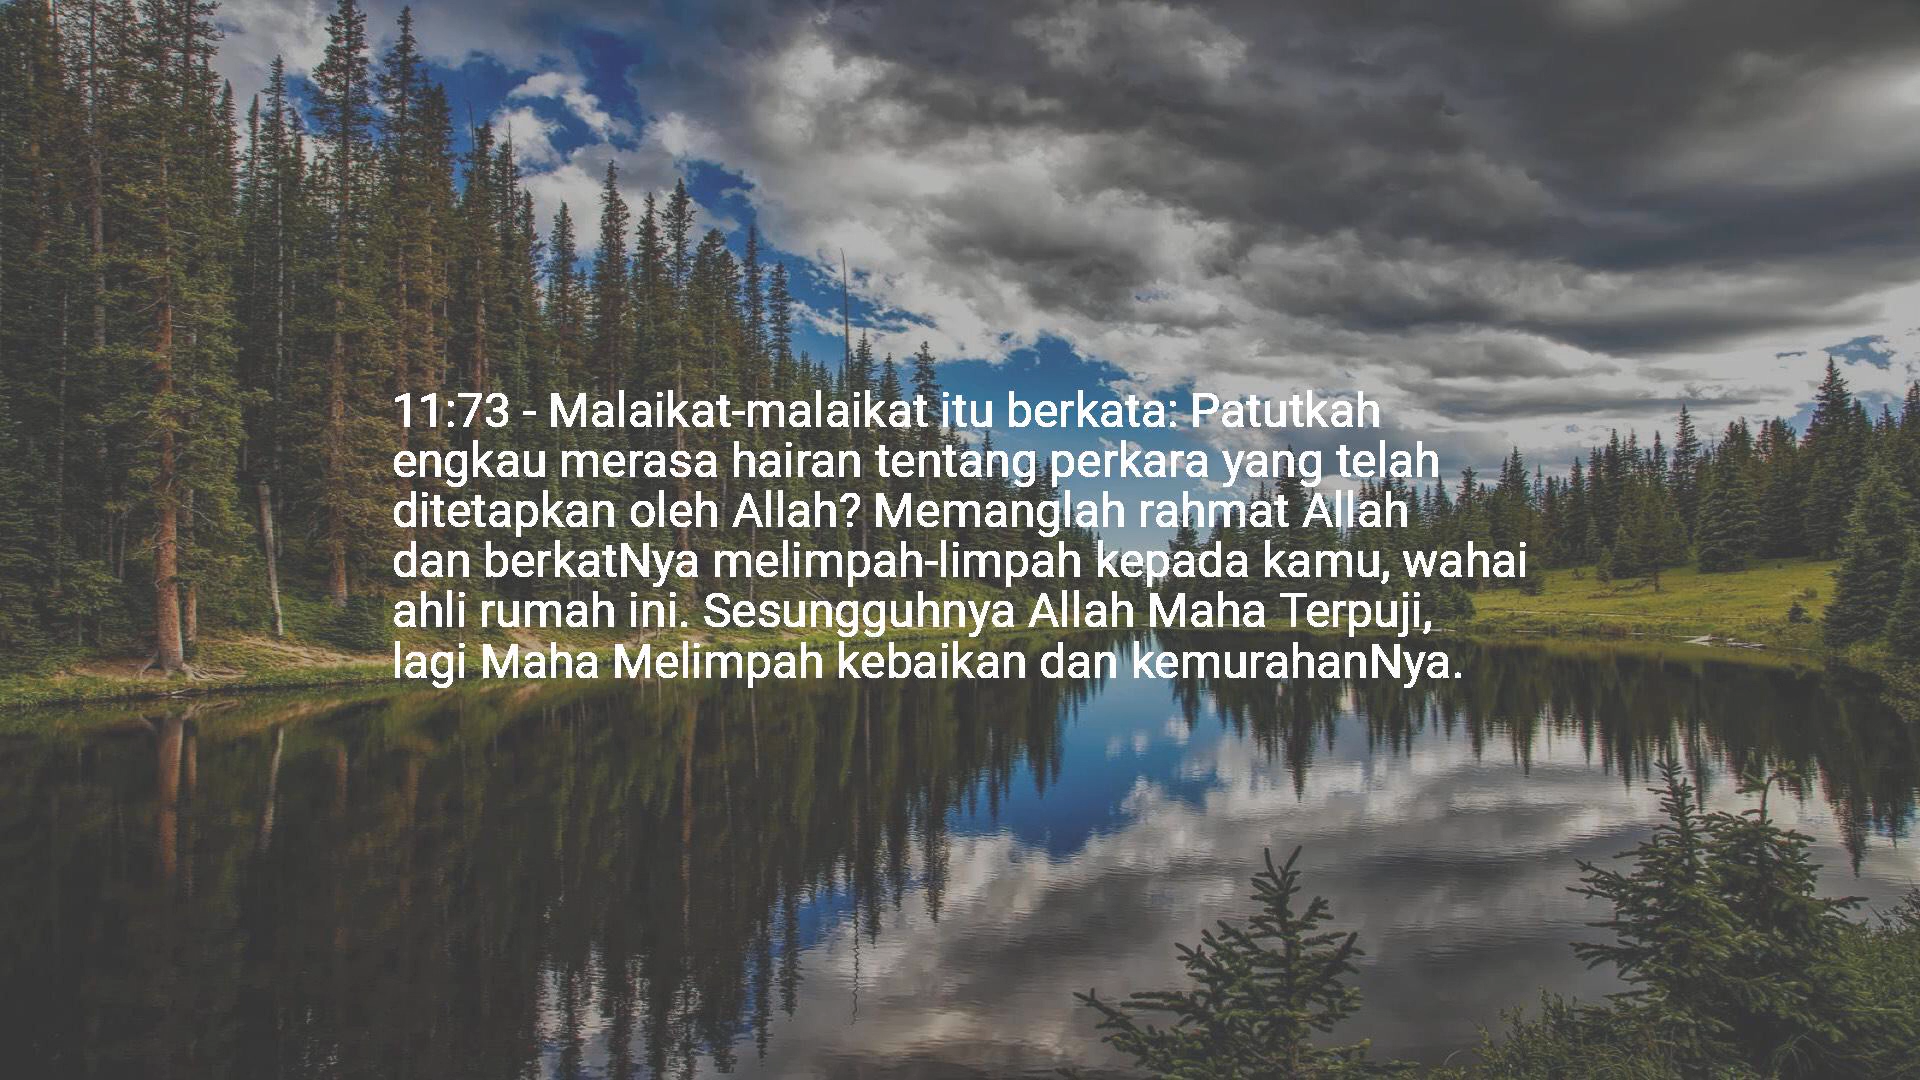 11:73 - Malaikat-malaikat itu berkata: Patutkah
engkau merasa hairan tentang perkara yang telah
ditetapkan oleh Allah? Memanglah rahmat Allah
dan berkatNya melimpah-limpah kepada kamu, wahai
ahli rumah ini. Sesungguhnya Allah Maha Terpuji,
lagi Maha Melimpah kebaikan dan kemurahanNya.